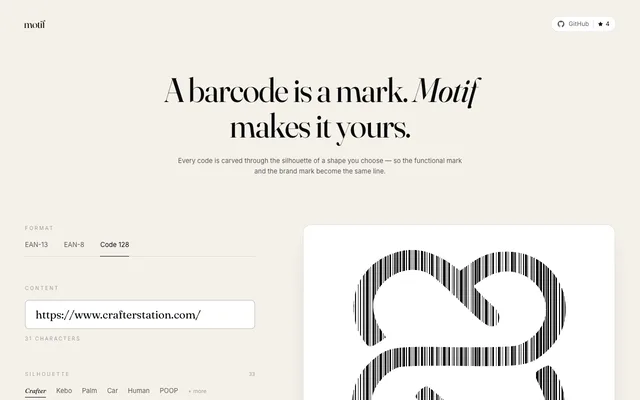 motif
GitHub ★ 4
A barcode is a mark. Motif
makes it yours.
Every code is carved through the silhouette of a shape you choose — so the functional mark
and the brand mark become the same line.
FORMAT
EAN-13 EAN-8 Code 128
CONTENT
https://www.crafterstation.com/
31 CHARACTERS
SILHOUETTE
Crafter Kebo Palm Car Human POOP + more